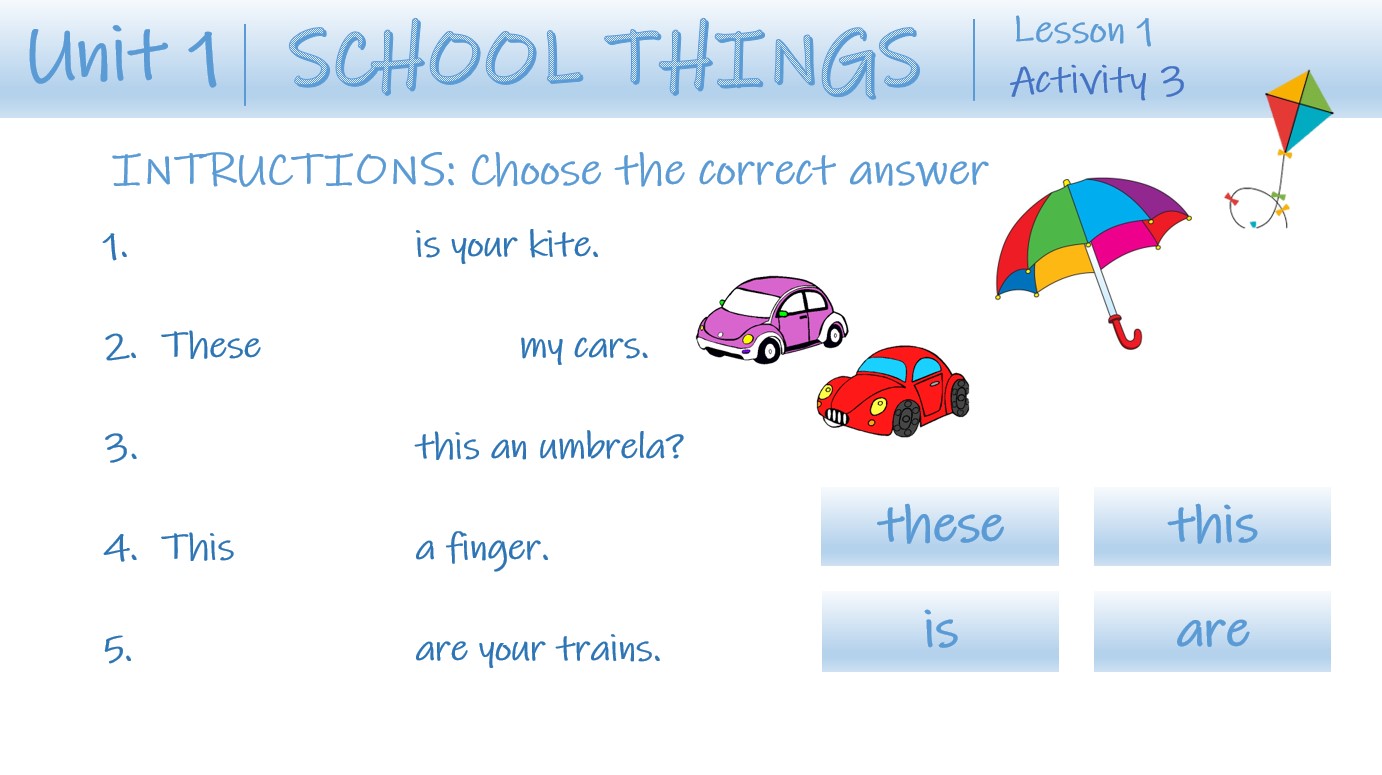 Unit 1
SCHOOL THINGS
Lesson 1
Activity 3
INTRUCTIONS: Choose the correct answer
1. is your kite.
2. These my cars.
3. this an umbrela?
4. This a finger.
5. are your trains.
these this
is are